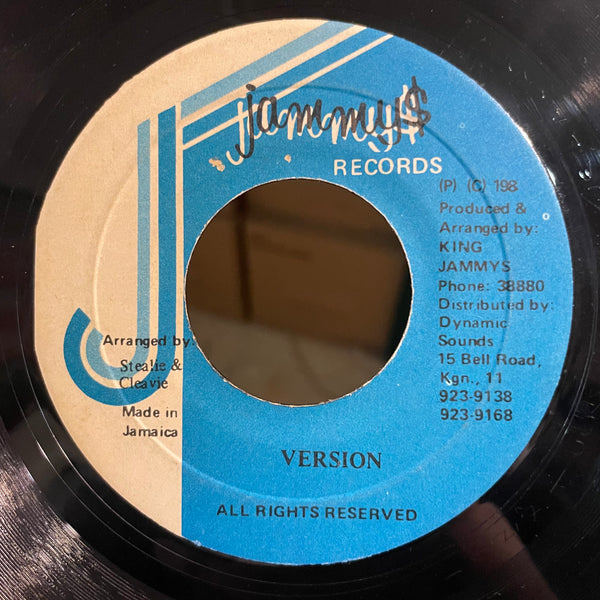 jammy$
RECORDS
(P) (C) 198
Produced &
Arranged by:
KING
JAMMYS
Phone: 38880
Distributed by:
Dynamic
Sounds
15 Bell Road,
Kgn., 11
923-9138
923-9168
Arranged by:
Stealie &
Cleavie
Made in
Jamaica
VERSION
ALL RIGHTS RESERVED